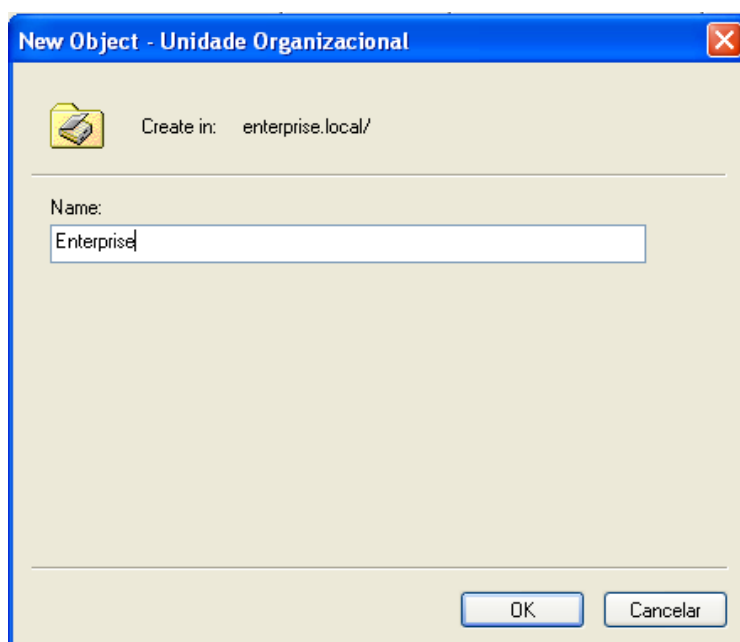 New Object - Unidade Organizacional
Create in: enterprise.local/
Name:
Enterprise
OK Cancelar